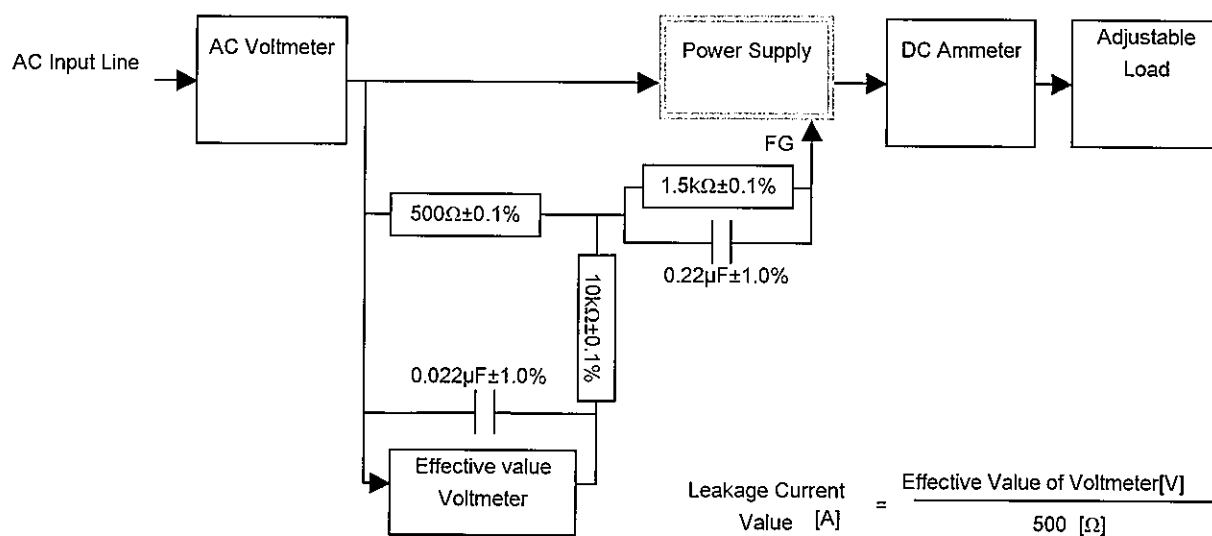 AC Input Line
AC Voltmeter
Power Supply
DC Ammeter
Adjustable
Load
FG
1.5kΩ±0.1%
500Ω±0.1%
0.22μF±1.0%
10kΩ±0.1%
0.022μF±1.0%
Effective value
Voltmeter
Leakage Current
Value [A]
=
Effective Value of Voltmeter[V]
500 [Ω]